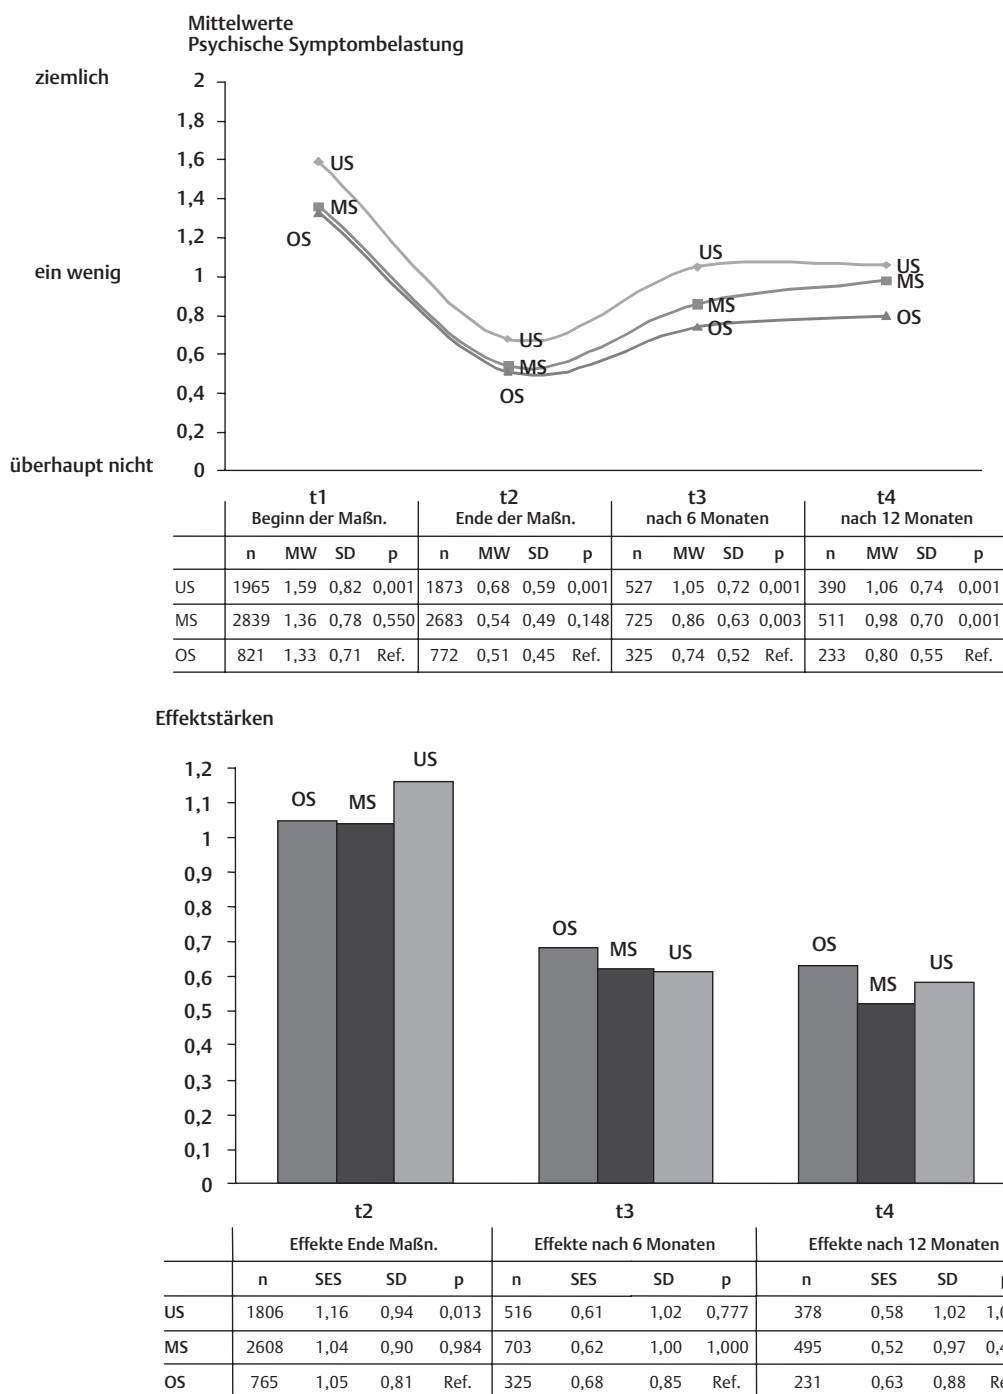 Mittelwerte
Psychische Symptombelastung
ziemlich
2
1,8
1,6
US
1,4
MS
1,2
OS
US
ein wenig
1
US
MS
0,8
MS
OS
OS
0,6
US
MS
0,4
OS
0,2
überhaupt nicht
0
t1 t2 t3 t4
Beginn der Maßn. Ende der Maßn. nach 6 Monaten nach 12 Monaten
n MW SD p n MW SD p n MW SD p n MW SD p
US 1965 1,59 0,82 0,001 1873 0,68 0,59 0,001 527 1,05 0,72 0,001 390 1,06 0,74 0,001
MS 2839 1,36 0,78 0,550 2683 0,54 0,49 0,148 725 0,86 0,63 0,003 511 0,98 0,70 0,001
OS 821 1,33 0,71 Ref. 772 0,51 0,45 Ref. 325 0,74 0,52 Ref. 233 0,80 0,55 Ref.
Effektstärken
1,2
US
1,1
OS MS
1
0,9
0,8
0,7
OS MS US
OS MS US
0,6
0,5
0,4
0,3
0,2
0,1
0
t2 t3 t4
Effekte Ende Maßn. Effekte nach 6 Monaten Effekte nach 12 Monaten
n SES SD p n SES SD p n SES SD
US 1806 1,16 0,94 0,013 516 0,61 1,02 0,777 378 0,58 1,02
MS 2608 1,04 0,90 0,984 703 0,62 1,00 1,000 495 0,52 0,97
OS 765 1,05 0,81 Ref. 325 0,68 0,85 Ref. 231 0,63 0,88